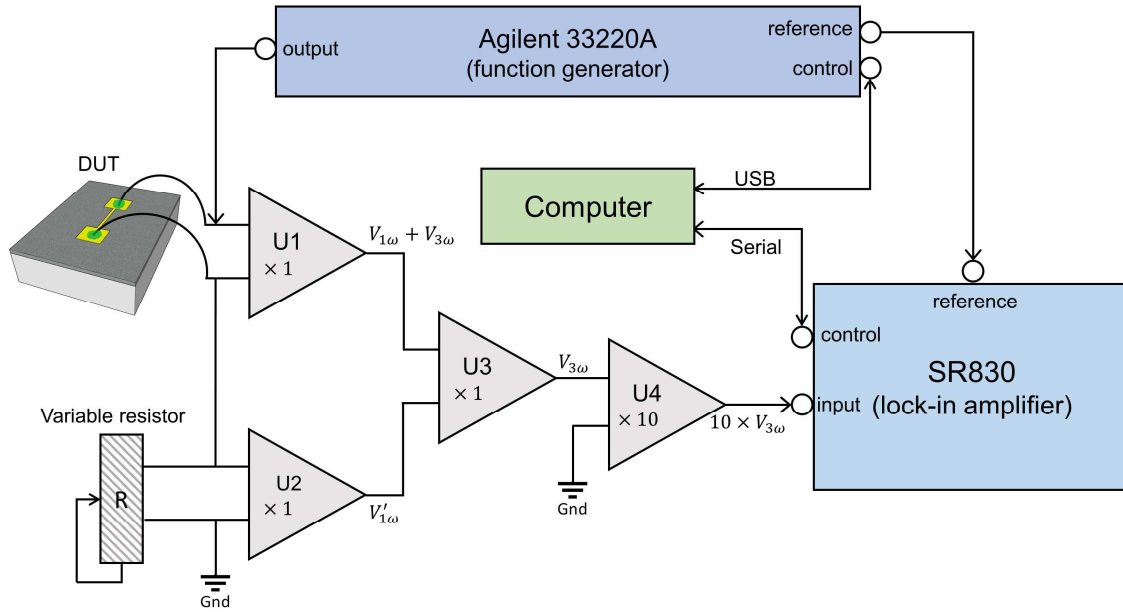 output
Agilent 33220A
(function generator)
reference
control
DUT
USB
Computer
Serial
U1
× 1
V₁ω + V₃ω
reference
control
SR830
(lock-in amplifier)
input
U3
× 1
V₃ω
U4
× 10
10 × V₃ω
Gnd
Variable resistor
R
U2
× 1
V′₁ω
Gnd